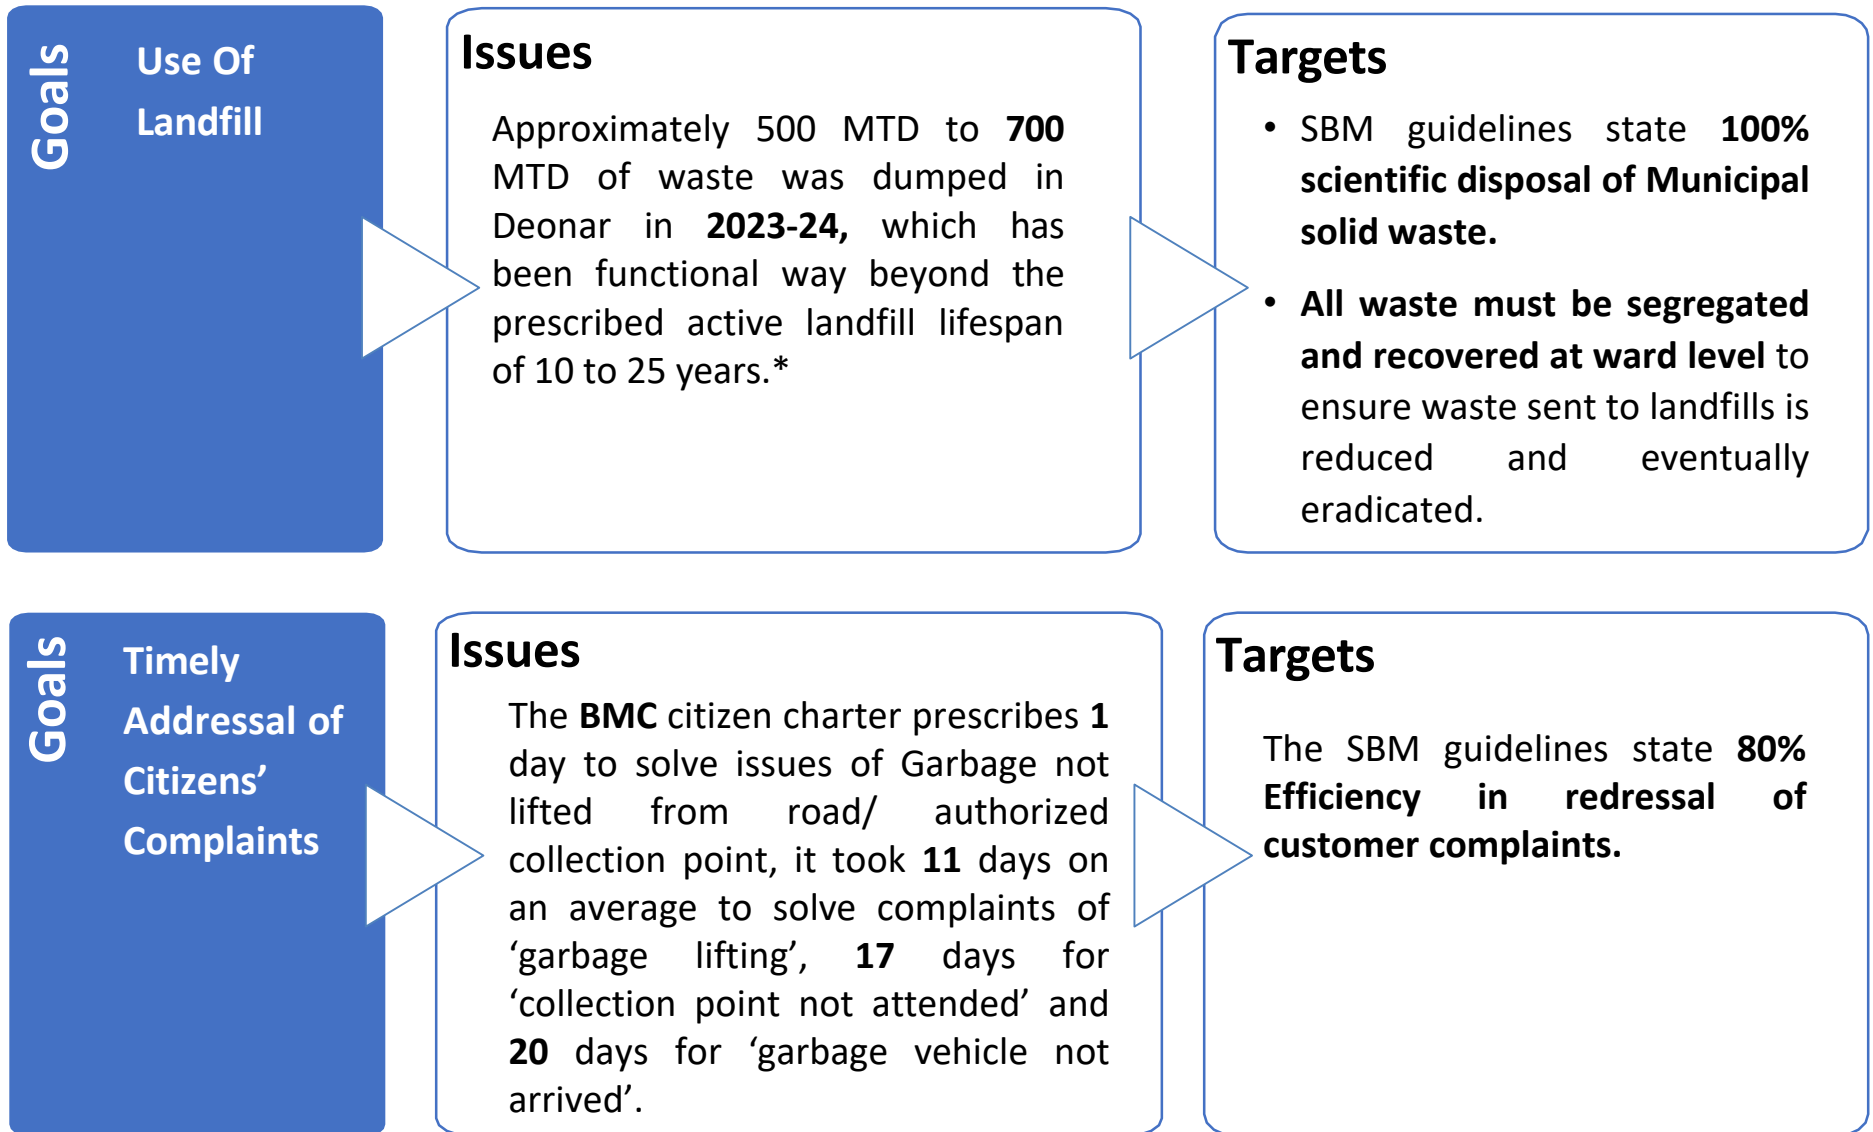 Goals
Use Of
Landfill
Issues
Approximately 500 MTD to 700
MTD of waste was dumped in
Deonar in 2023-24, which has
been functional way beyond the
prescribed active landfill lifespan
of 10 to 25 years.*
Targets
• SBM guidelines state 100%
scientific disposal of Municipal
solid waste.
• All waste must be segregated
and recovered at ward level to
ensure waste sent to landfills is
reduced and eventually
eradicated.
Goals
Timely
Addressal of
Citizens’
Complaints
Issues
The BMC citizen charter prescribes 1
day to solve issues of Garbage not
lifted from road/ authorized
collection point, it took 11 days on
an average to solve complaints of
‘garbage lifting’, 17 days for
‘collection point not attended’ and
20 days for ‘garbage vehicle not
arrived’.
Targets
The SBM guidelines state 80%
Efficiency in redressal of
customer complaints.